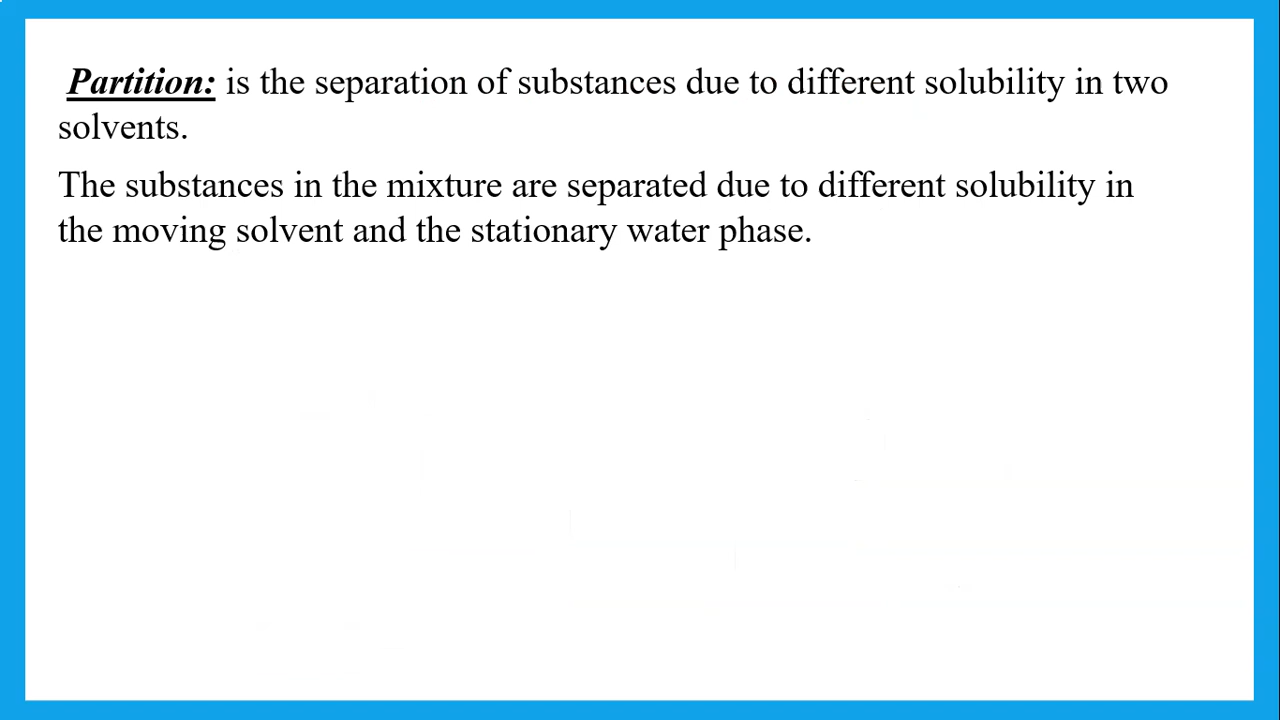 Partition: is the separation of substances due to different solubility in two
solvents.
The substances in the mixture are separated due to different solubility in
the moving solvent and the stationary water phase.